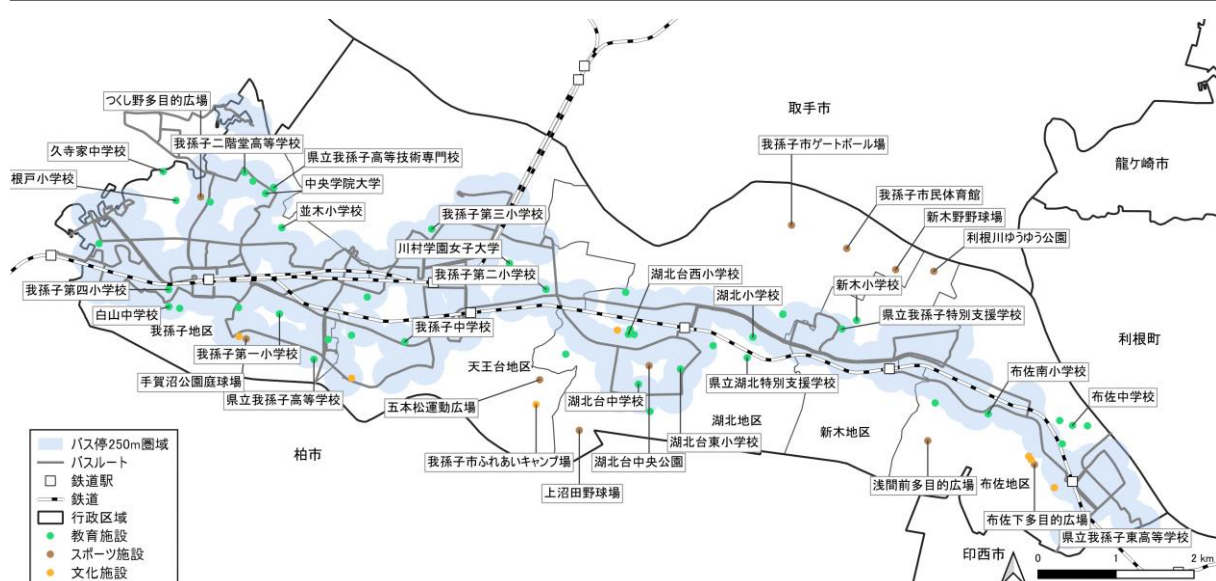 つくし野多目的広場
取手市
久寺家中学校
我孫子二階堂高等学校
我孫子市ゲートボール場
龍ケ崎市
県立我孫子高等技術専門校
根戸小学校
中央学院大学
我孫子市民体育館
並木小学校
我孫子第三小学校
新木野野球場
川村学園女子大学
利根川ゆうゆう公園
我孫子第二小学校
湖北台西小学校
新木小学校
我孫子第四小学校
湖北小学校
白山中学校
県立我孫子特別支援学校
我孫子地区
我孫子中学校
利根町
我孫子第一小学校
天王台地区
布佐南小学校
手賀沼公園庭球場
県立湖北特別支援学校
布佐中学校
県立我孫子高等学校
湖北台中学校
五本松運動広場
湖北地区
新木地区
湖北台東小学校
柏市
我孫子市ふれあいキャンプ場
湖北台中央公園
浅間前多目的広場
布佐地区
上沼田野球場
布佐下多目的広場
県立我孫子東高等学校
印西市
バス停250m圏域
バスルート
鉄道駅
鉄道
行政区域
教育施設
スポーツ施設
文化施設
0 1 2 km